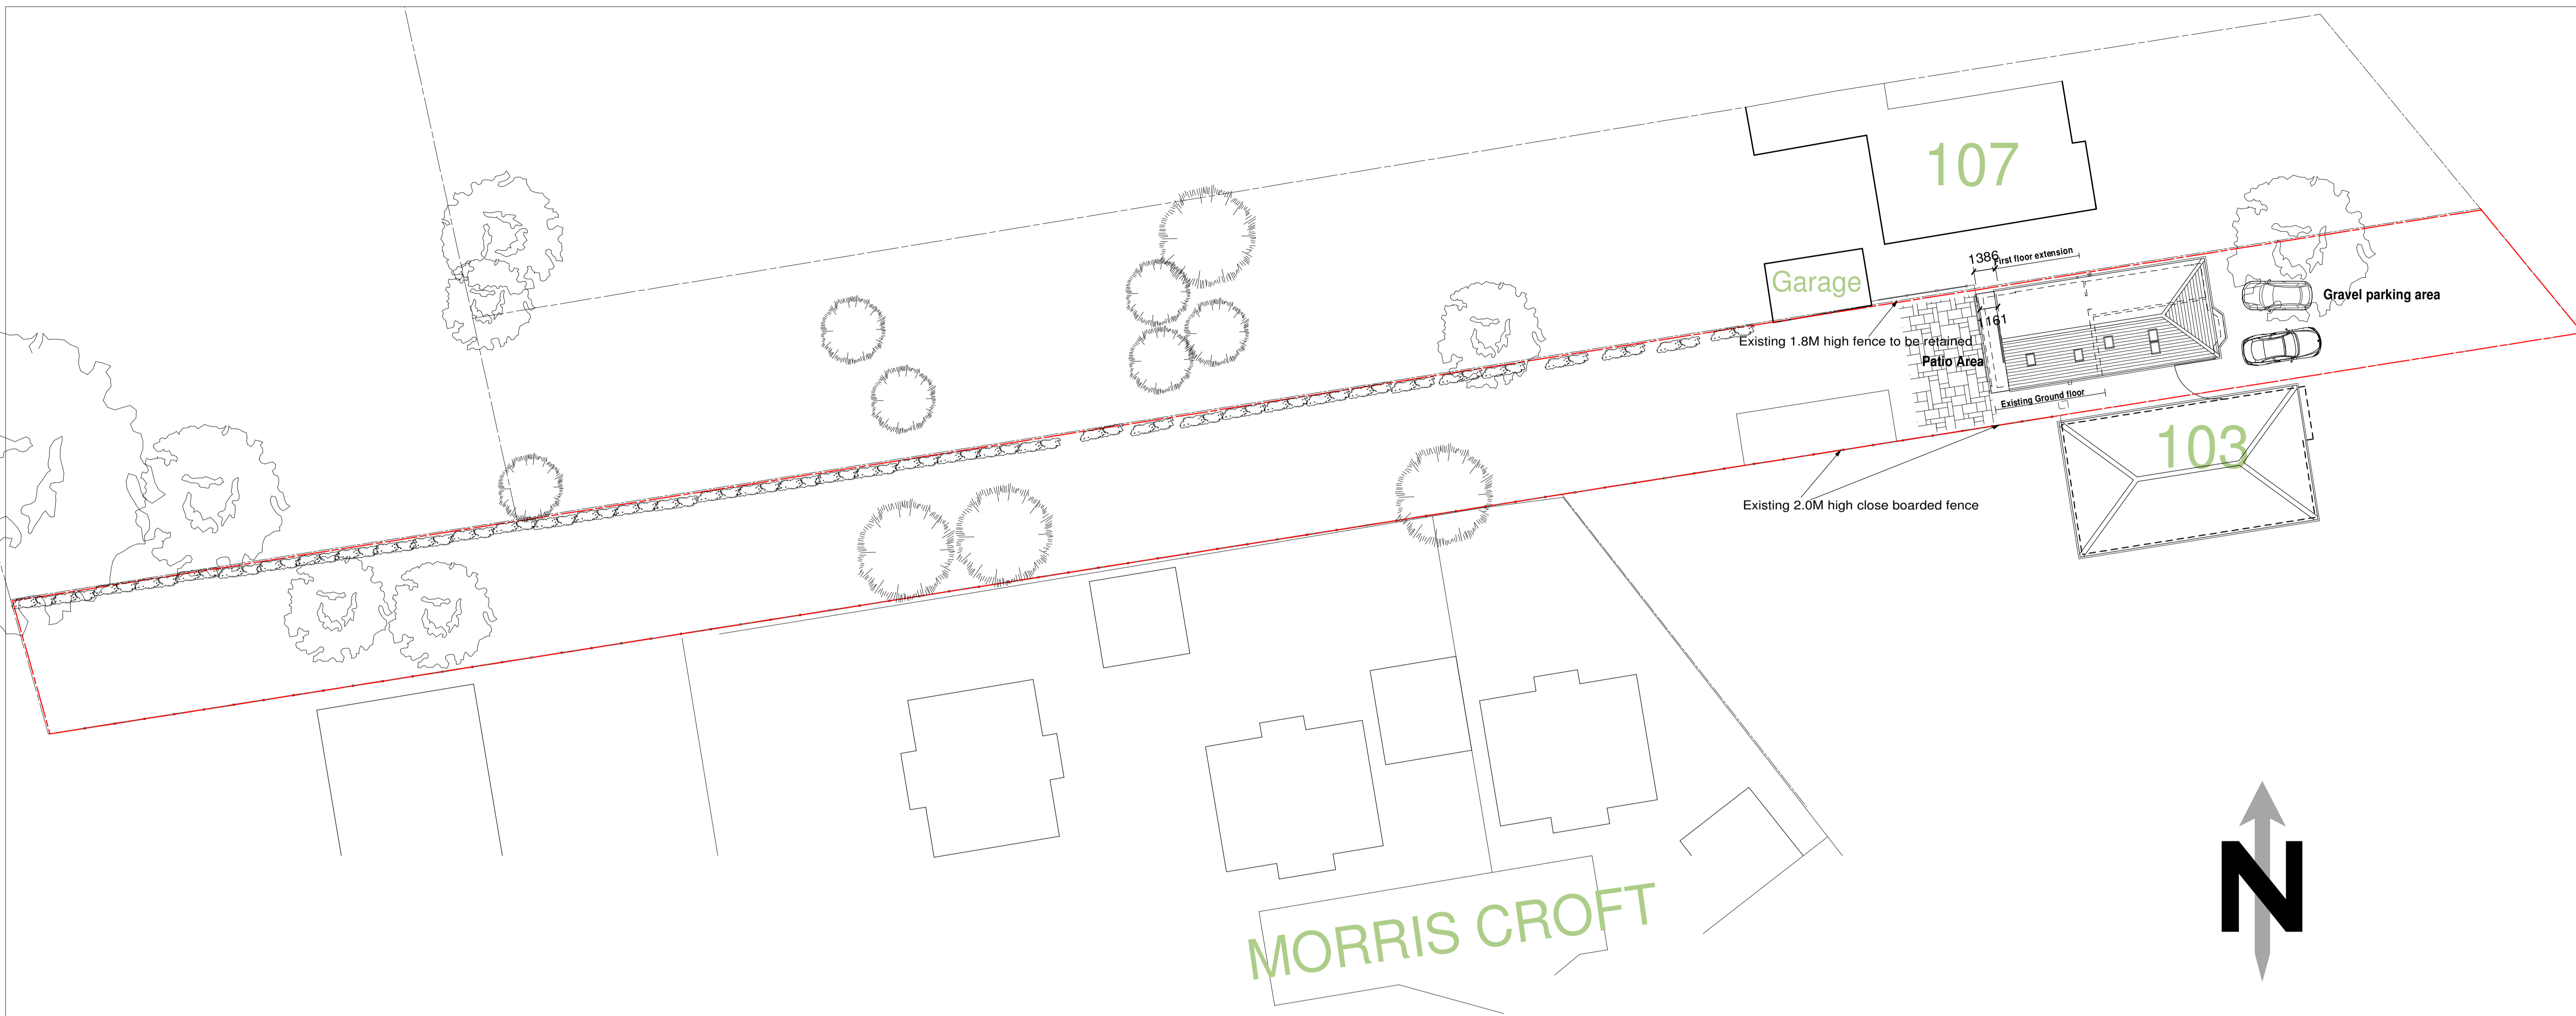 107
1386
First floor extension
Garage
Gravel parking area
1161
Existing 1.8M high fence to be retained
Patio Area
Existing Ground floor
103
Existing 2.0M high close boarded fence
MORRIS CROFT
N